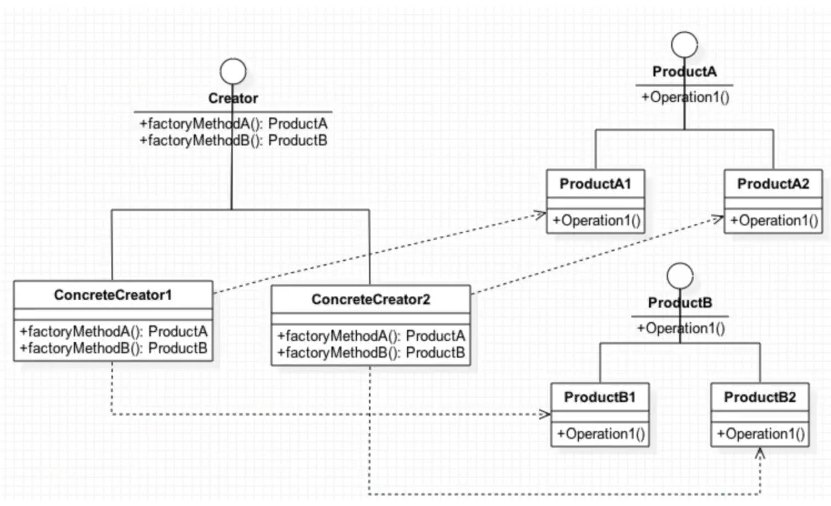 Creator
+factoryMethodA(): ProductA
+factoryMethodB(): ProductB
ProductA
+Operation1()
ProductA1
+Operation1()
ProductA2
+Operation1()
ConcreteCreator1
+factoryMethodA(): ProductA
+factoryMethodB(): ProductB
ConcreteCreator2
+factoryMethodA(): ProductA
+factoryMethodB(): ProductB
ProductB
+Operation1()
ProductB1
+Operation1()
ProductB2
+Operation1()